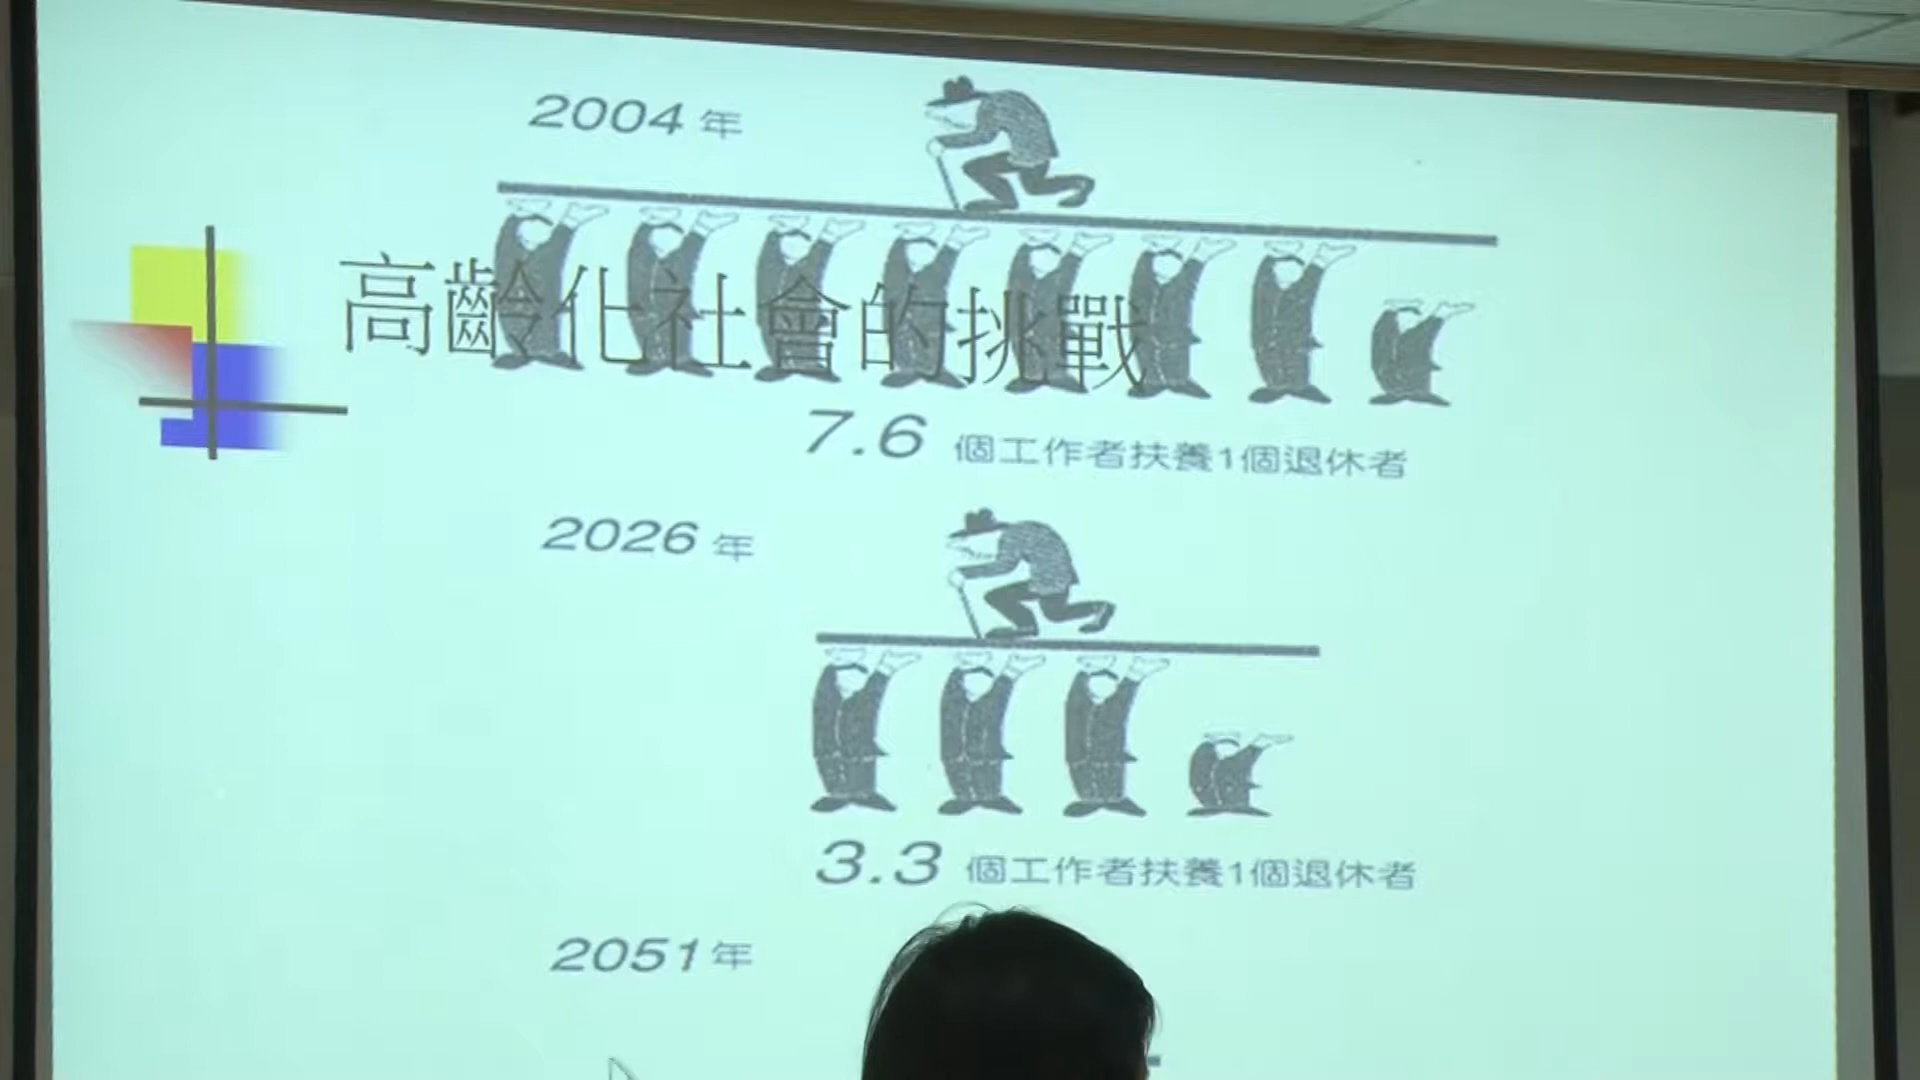 2004年
高齡化社會的挑戰
7.6 個工作者扶養1個退休者
2026年
3.3 個工作者扶養1個退休者
2051年